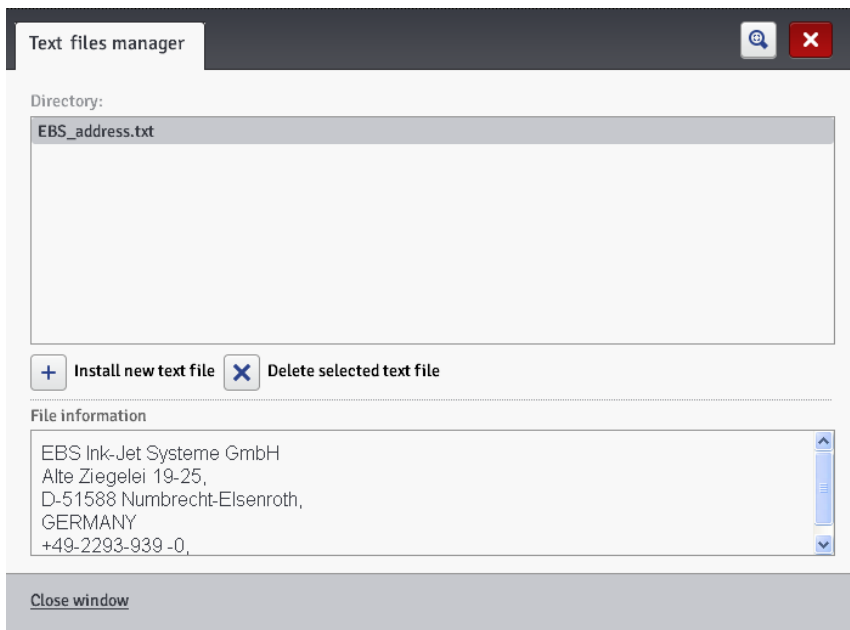 Text files manager
Directory:
EBS_address.txt
Install new text file Delete selected text file
File information
EBS Ink-Jet Systeme GmbH
Alte Ziegelei 19-25,
D-51588 Numbrecht-Elsenroth,
GERMANY
+49-2293-939 -0,
Close window